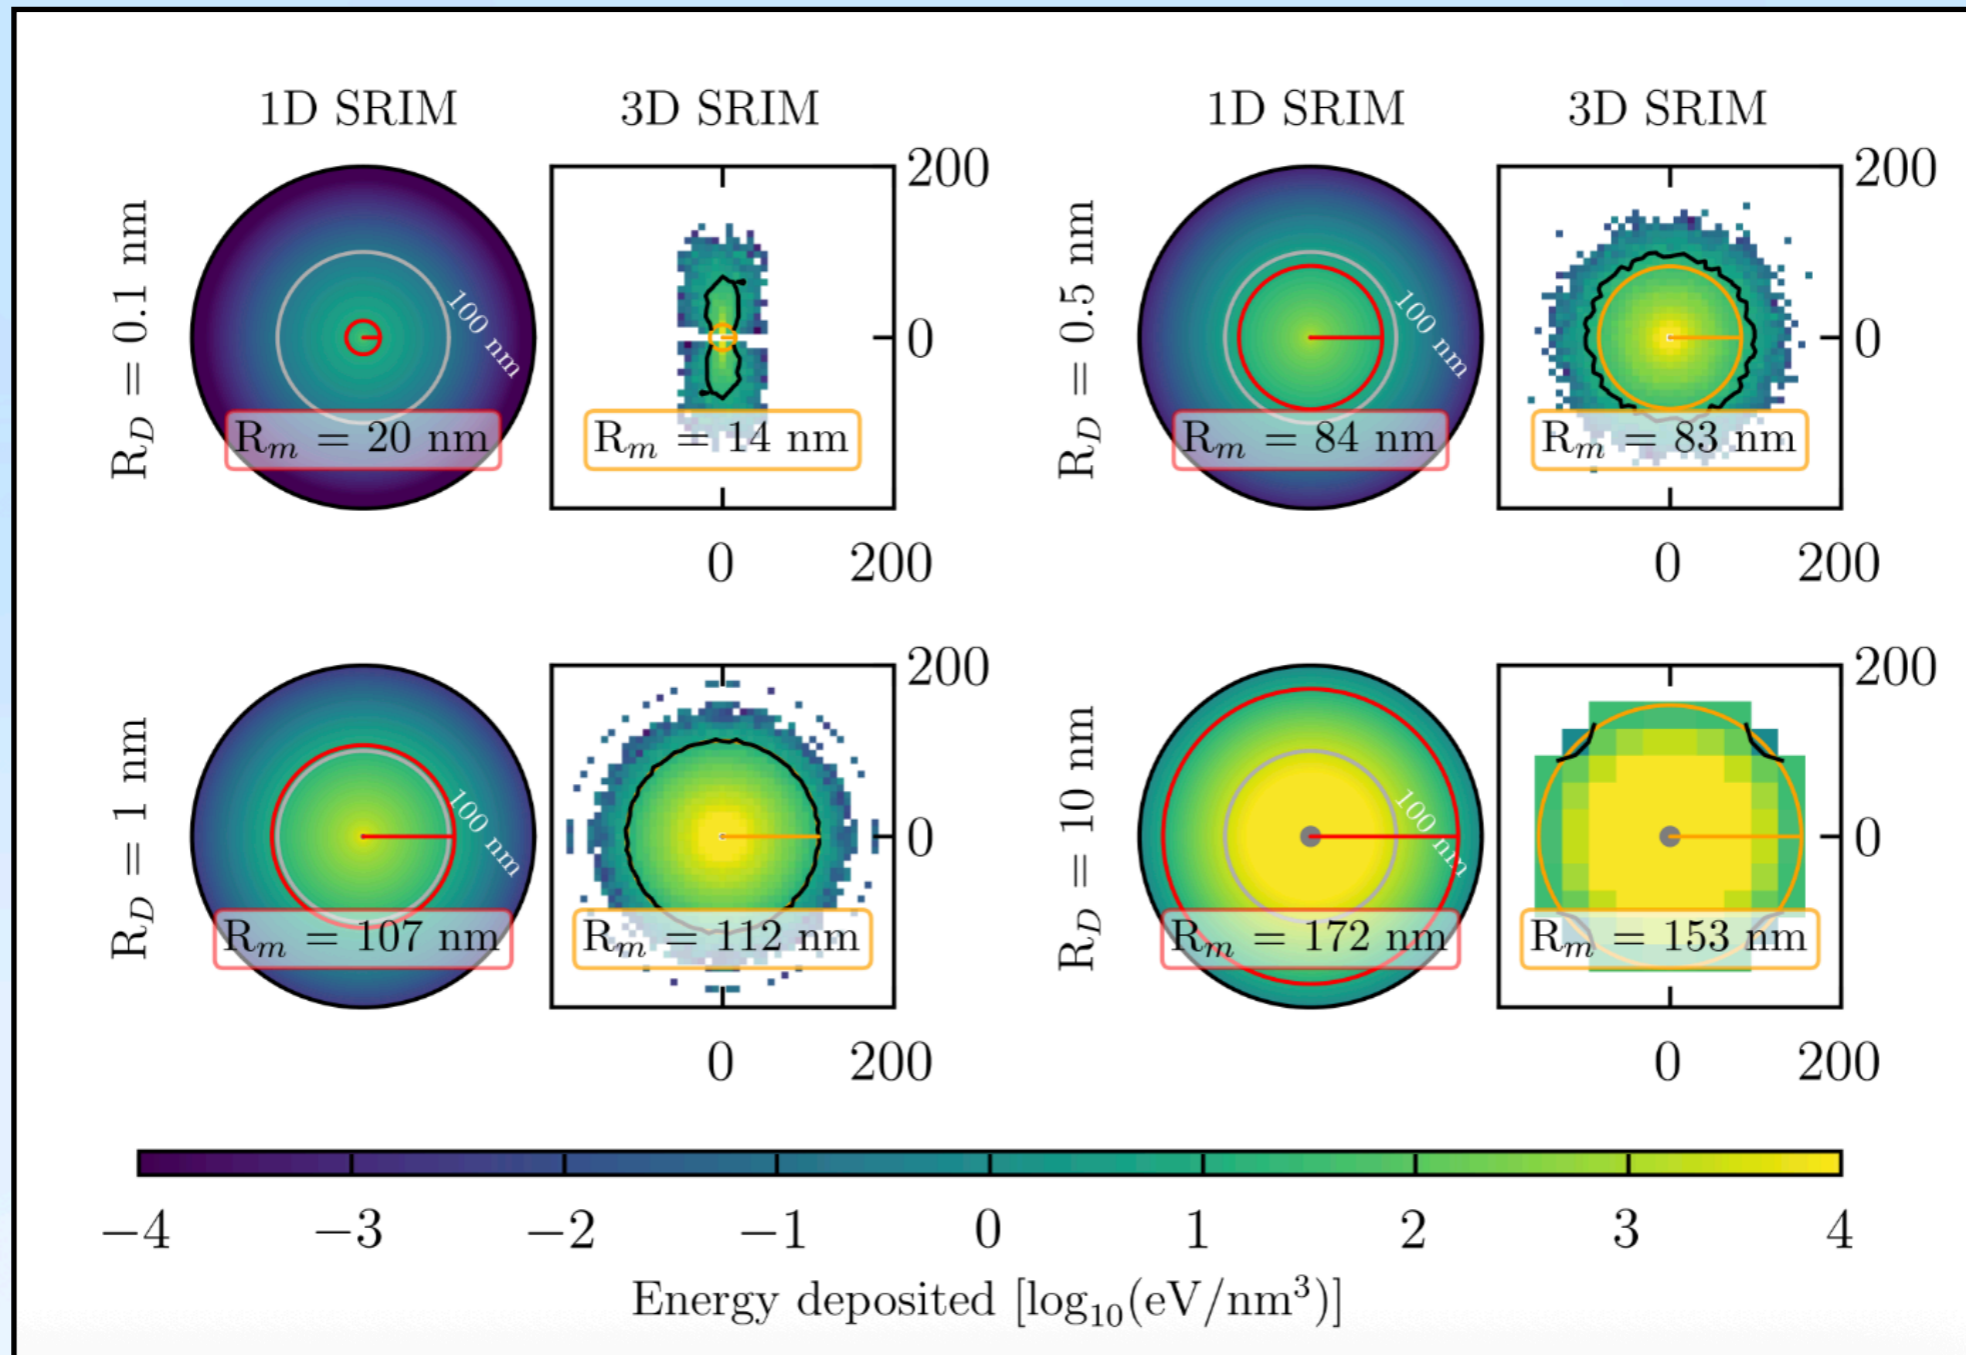 1D SRIM
3D SRIM
R_D = 0.1 nm
100 nm
R_m = 20 nm
R_m = 14 nm
200
0
0
200
1D SRIM
3D SRIM
R_D = 0.5 nm
100 nm
R_m = 84 nm
R_m = 83 nm
200
0
0
200
R_D = 1 nm
100 nm
R_m = 107 nm
R_m = 112 nm
200
0
0
200
R_D = 10 nm
100 nm
R_m = 172 nm
R_m = 153 nm
200
0
0
200
−4 −3 −2 −1 0 1 2 3 4
Energy deposited [log₁₀(eV/nm³)]